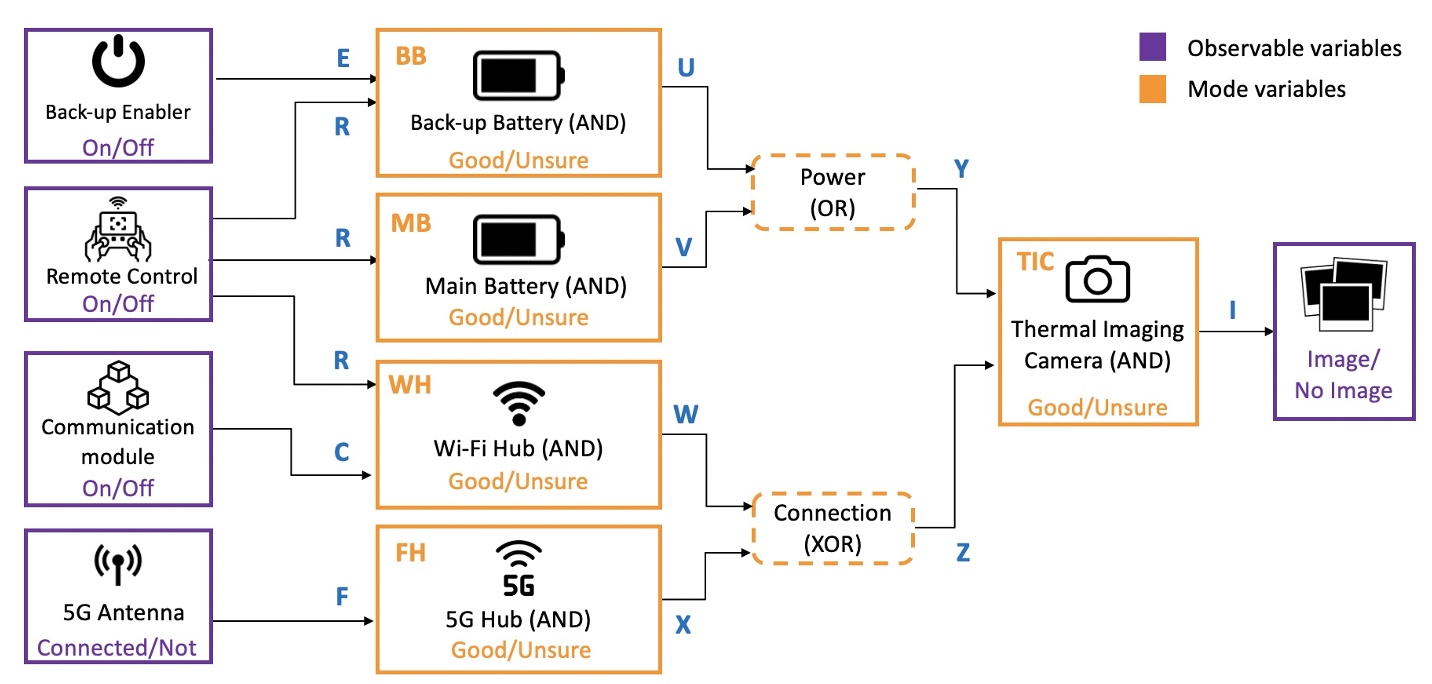 Back-up Enabler
On/Off
Remote Control
On/Off
Communication
module
On/Off
5G Antenna
Connected/Not
E
R
R
R
C
F
BB
Back-up Battery (AND)
Good/Unsure
MB
Main Battery (AND)
Good/Unsure
WH
Wi-Fi Hub (AND)
Good/Unsure
FH
5G
5G Hub (AND)
Good/Unsure
U
V
W
X
Power
(OR)
Connection
(XOR)
Y
Z
TIC
Thermal Imaging
Camera (AND)
Good/Unsure
I
Image/
No Image
Observable variables
Mode variables